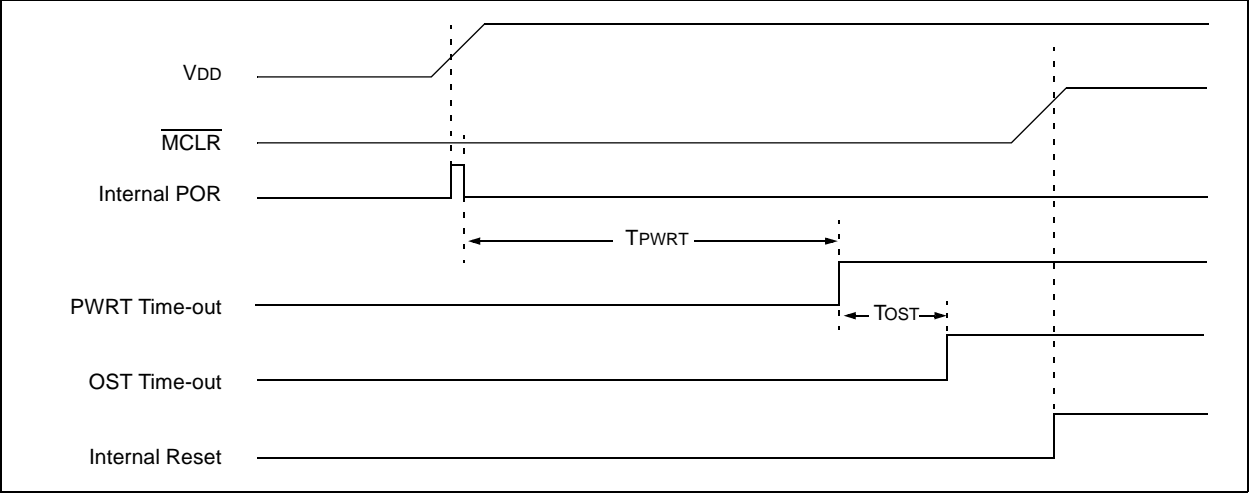 VDD
MCLR
Internal POR
TPWRT
PWRT Time-out
TOST
OST Time-out
Internal Reset